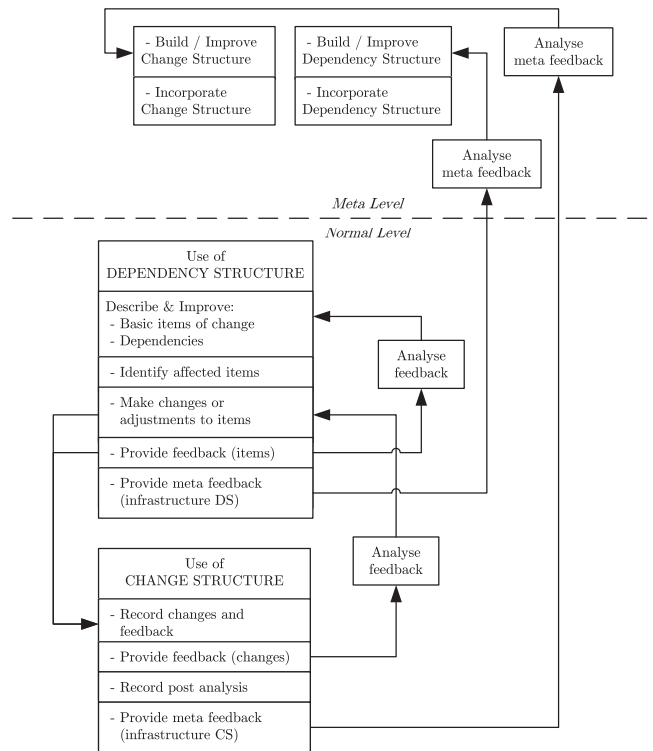 - Build / Improve
Change Structure
- Incorporate
Change Structure
- Build / Improve
Dependency Structure
- Incorporate
Dependency Structure
Analyse
meta feedback
Analyse
meta feedback
Meta Level
Normal Level
Use of
DEPENDENCY STRUCTURE
Describe & Improve:
- Basic items of change
- Dependencies
- Identify affected items
- Make changes or
adjustments to items
- Provide feedback (items)
- Provide meta feedback
(infrastructure DS)
Analyse
feedback
Analyse
feedback
Use of
CHANGE STRUCTURE
- Record changes and
feedback
- Provide feedback (changes)
- Record post analysis
- Provide meta feedback
(infrastructure CS)